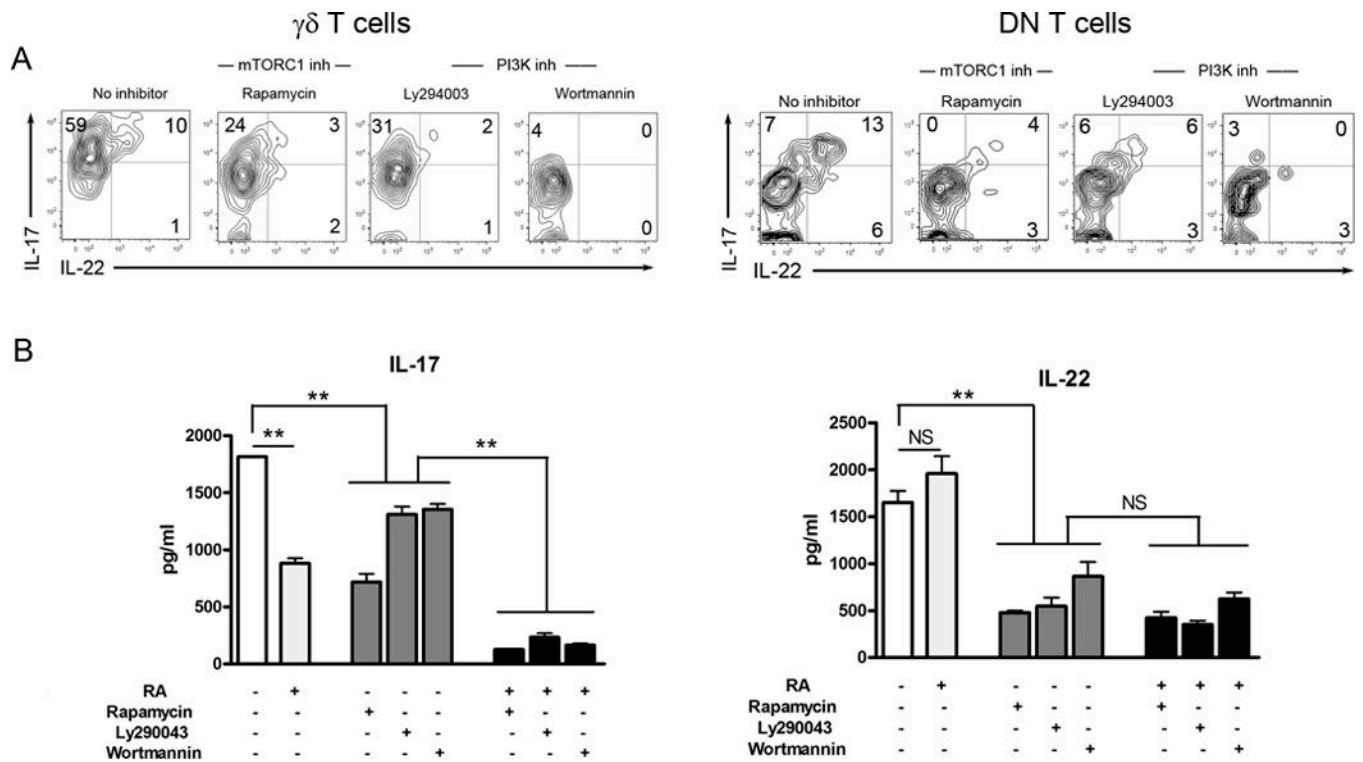 γδ T cells DN T cells
A
mTORC1 inh PI3K inh mTORC1 inh PI3K inh
No inhibitor Rapamycin Ly294003 Wortmannin No inhibitor Rapamycin Ly294003 Wortmannin
59 10 24 3 31 2 4 0 7 13 0 4 6 6 3 0
1 2 1 0 6 3 3 3
IL-17 IL-17
IL-22 IL-22
B
IL-17 IL-22
** **
** ** NS NS
2000 2500
1500 2000
1000 1500
500 1000
0 500
0
pg/ml pg/ml
RA - + - - - + + + RA - + - - - + + +
Rapamycin - - + - - + - - Rapamycin - - + - - + - -
Ly290043 - - - + - - + - Ly290043 - - - + - - + -
Wortmannin - - - - + - - + Wortmannin - - - - + - - +